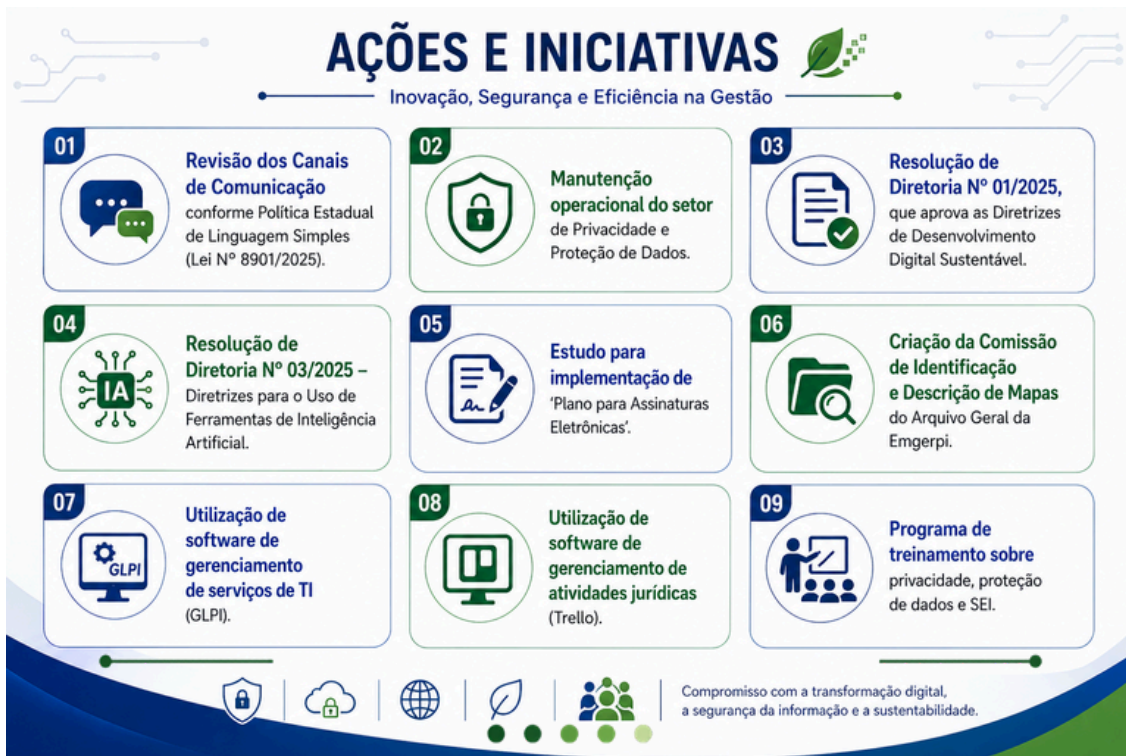 AÇÕES E INICIATIVAS
Inovação, Segurança e Eficiência na Gestão
01
Revisão dos Canais
de Comunicação
conforme Política Estadual
de Linguagem Simples
(Lei Nº 8901/2025).
02
Manutenção
operacional do setor
de Privacidade e
Proteção de Dados.
03
Resolução de
Diretoria Nº 01/2025,
que aprova as Diretrizes
de Desenvolvimento
Digital Sustentável.
04
IA
Resolução de
Diretoria Nº 03/2025 –
Diretrizes para o Uso de
Ferramentas de Inteligência
Artificial.
05
Estudo para
implementação de
‘Plano para Assinaturas
Eletrônicas’.
06
Criação da Comissão
de Identificação
e Descrição de Mapas
do Arquivo Geral da
Emgerpi.
07
GLPI
Utilização de
software de
gerenciamento
de serviços de TI
(GLPI).
08
Utilização de
software de
gerenciamento de
atividades jurídicas
(Trello).
09
Programa de
treinamento sobre
privacidade, proteção
de dados e SEI.
Compromisso com a transformação digital,
a segurança da informação e a sustentabilidade.